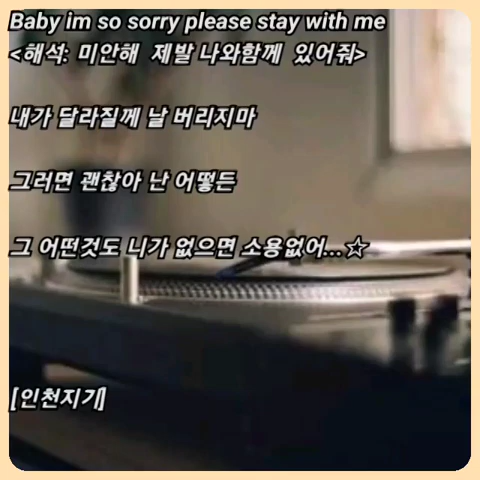 Baby im so sorry please stay with me
<해석: 미안해 제발 나와함께 있어줘>
내가 달라질께 날 버리지마
그러면 괜찮아 난 어떻든
그 어떤것도 니가 없으면 소용없어...☆
[인천지기]